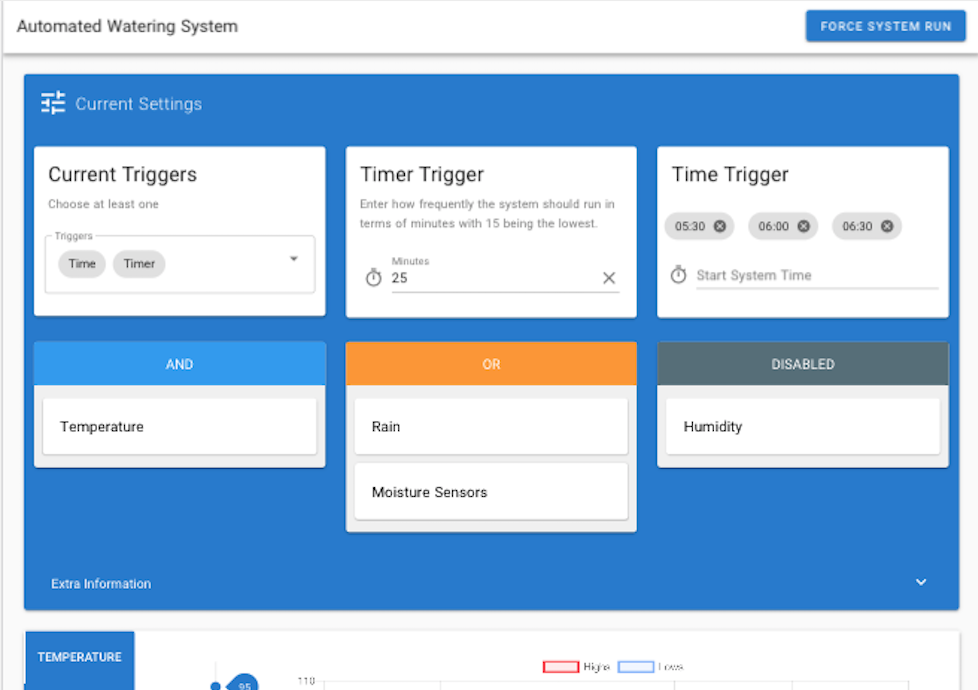 Automated Watering System
FORCE SYSTEM RUN
Current Settings
Current Triggers
Choose at least one
Triggers
Time
Timer
Timer Trigger
Enter how frequently the system should run in
terms of minutes with 15 being the lowest.
Minutes
25
Time Trigger
05:30
06:00
06:30
Start System Time
AND
Temperature
OR
Rain
Moisture Sensors
DISABLED
Humidity
Extra Information
TEMPERATURE
95
110
Highs
Lows